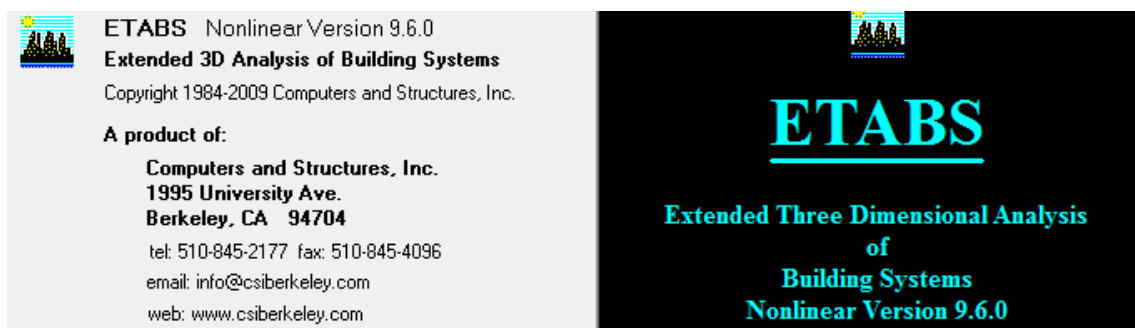 ETABS Nonlinear Version 9.6.0
Extended 3D Analysis of Building Systems
Copyright 1984-2009 Computers and Structures, Inc.
A product of:
Computers and Structures, Inc.
1995 University Ave.
Berkeley, CA 94704
tel: 510-845-2177 fax: 510-845-4096
email: info@csiberkeley.com
web: www.csiberkeley.com
ETABS
Extended Three Dimensional Analysis
of
Building Systems
Nonlinear Version 9.6.0